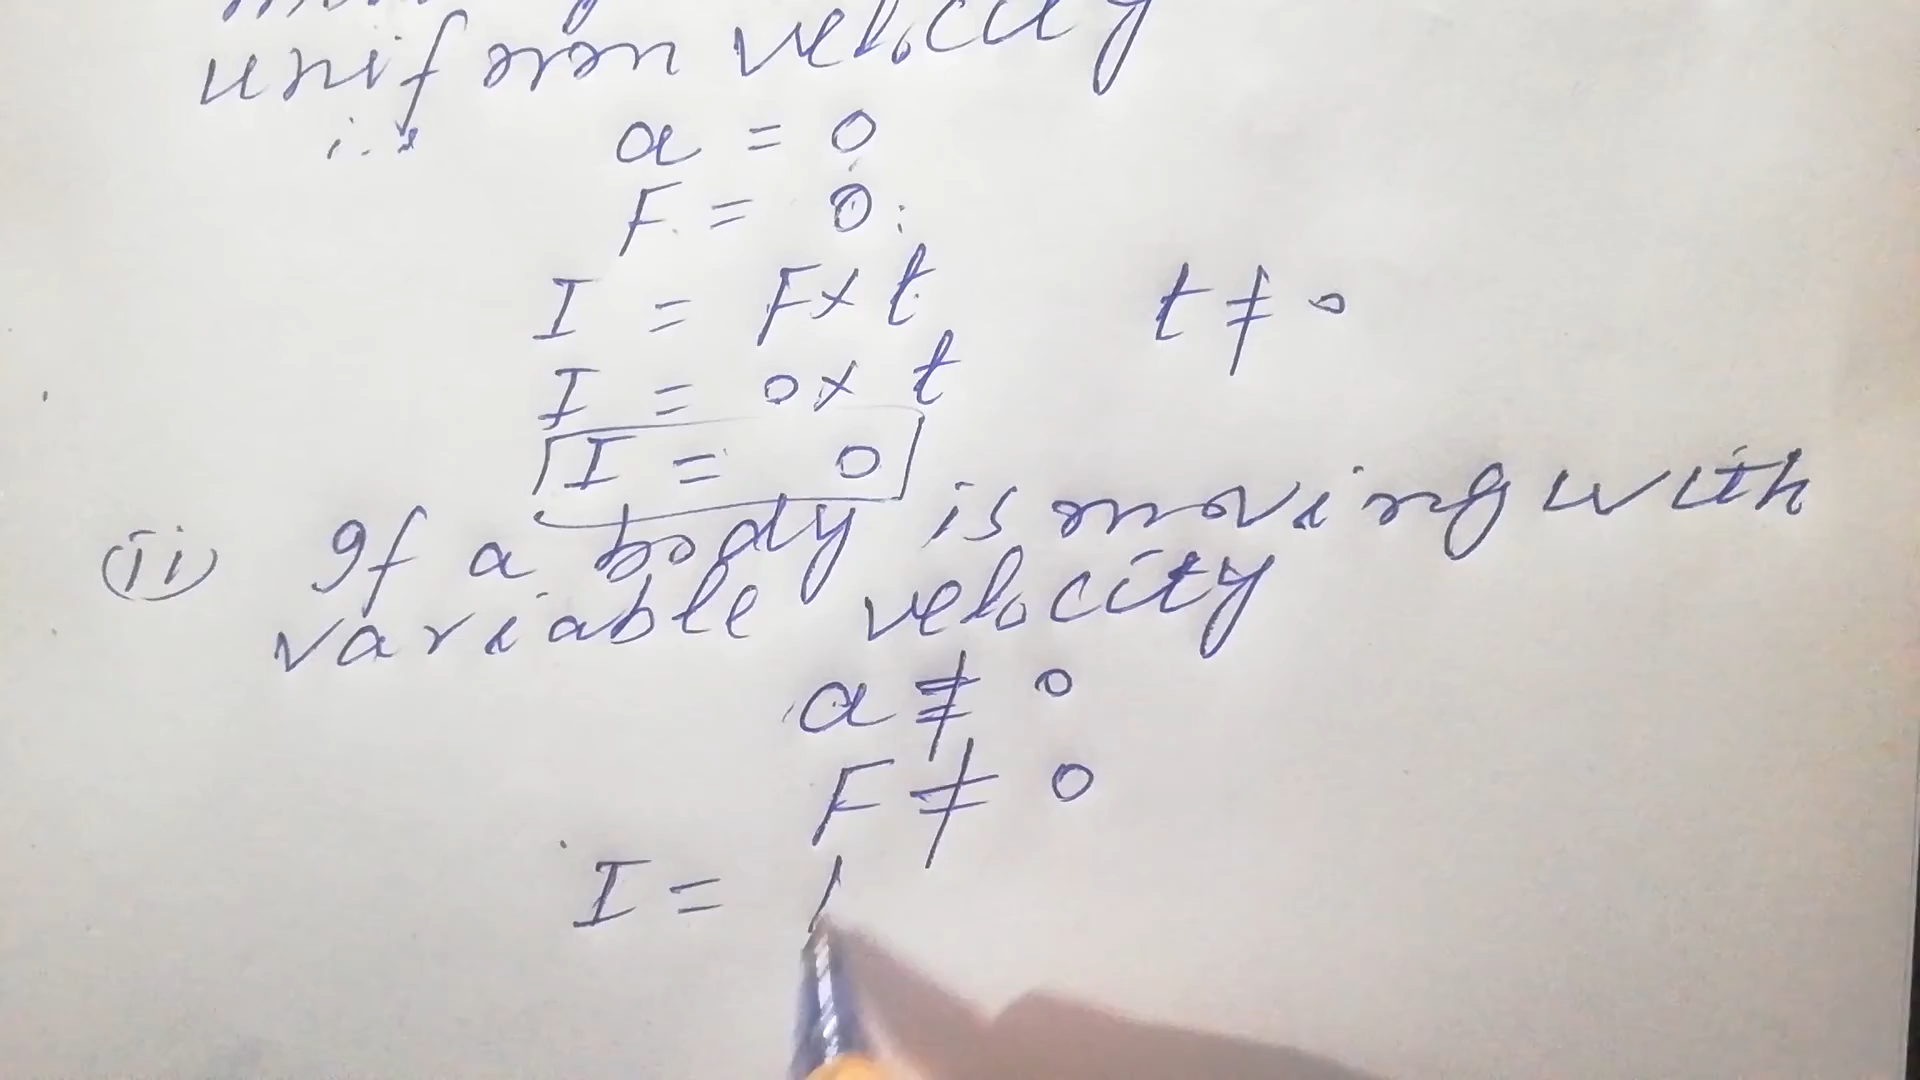 uniform velocity
i.e a = 0
F = 0
I = F × t t ≠ 0
I = 0 × t
I = 0
(ii) If a body is moving with
variable velocity
a ≠ 0
F ≠ 0
I =